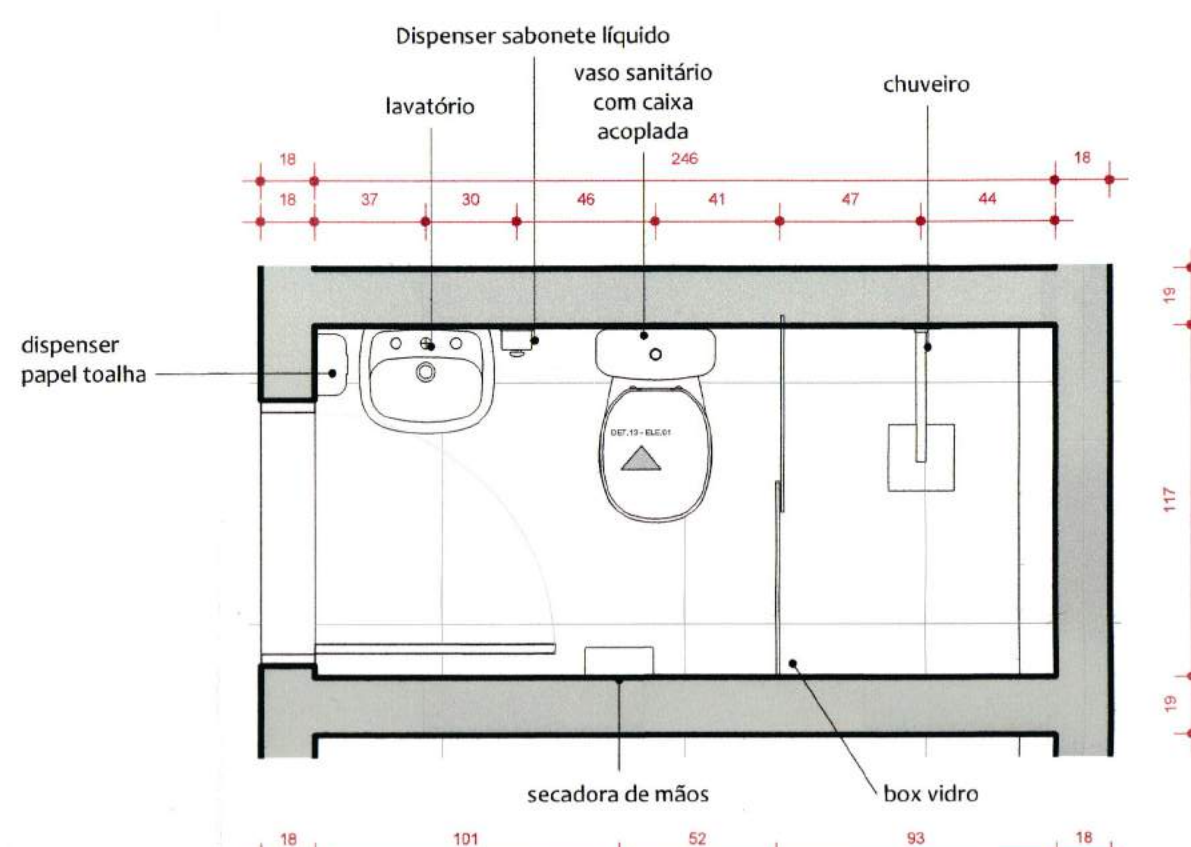 Dispenser sabonete líquido
vaso sanitário
com caixa
acoplada
lavatório
chuveiro
18 246 18
18 37 30 46 41 47 44
19
dispenser
papel toalha
DET.13 - ELE.01
117
19
secadora de mãos
box vidro
18 101 52 93 18